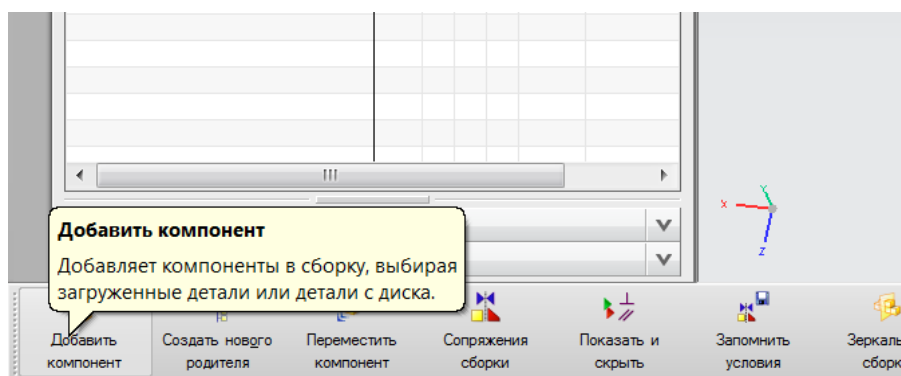 X
Y
Z
Добавить компонент
Добавляет компоненты в сборку, выбирая
загруженные детали или детали с диска.
Добавить
компонент
Создать нового
родителя
Переместить
компонент
Сопряжения
сборки
Показать и
скрыть
Запомнить
условия